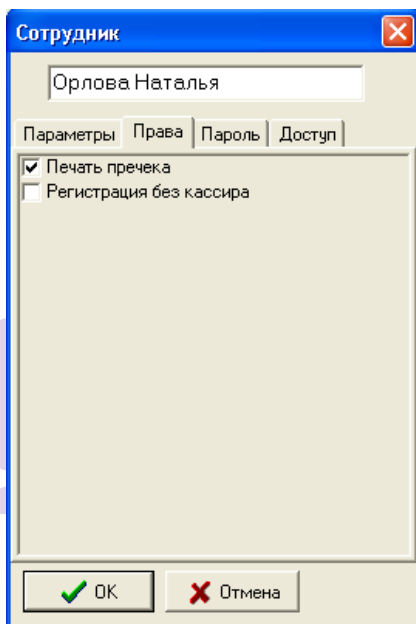 Сотрудник
Орлова Наталья
Параметры Права Пароль Доступ
Печать пречека
Регистрация без кассира
OK Отмена